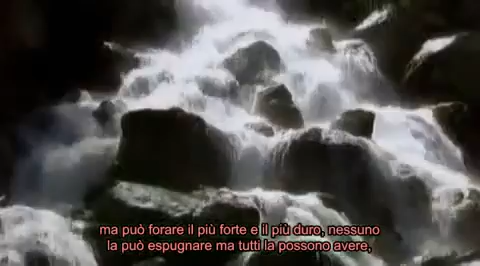 ma può forare il più forte e il più duro, nessuno
la può espugnare ma tutti la possono avere,